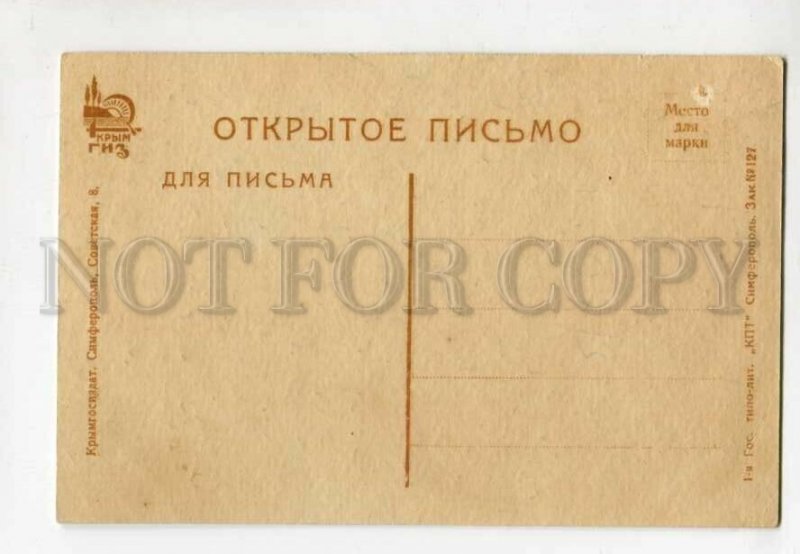 КРЫМ
ГИЗ
ОТКРЫТОЕ ПИСЬМО
Место
для
марки
ДЛЯ ПИСЬМА
Крымгосиздат. Симферополь, Советская, 8.
1-я Гос. типо-лит. „КПТ" Симферополь. Зак. № 127
NOT FOR COPY